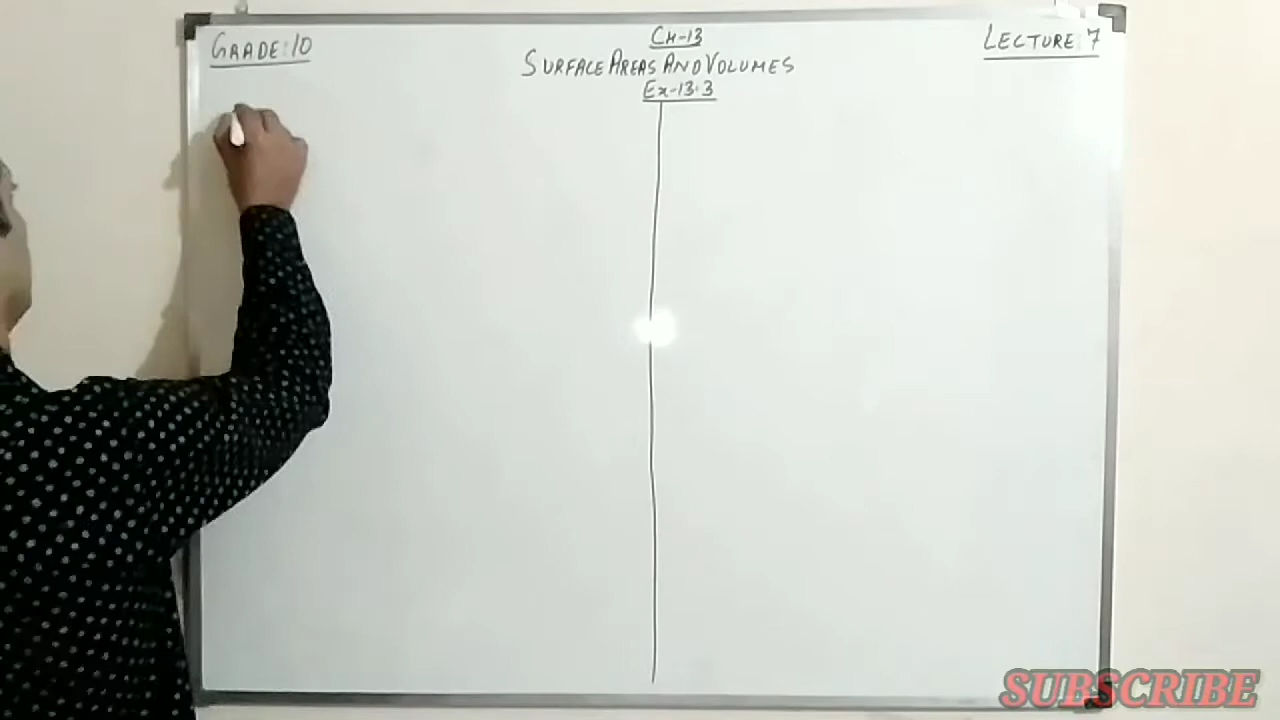 GRADE:10
CH-13
LECTURE:7
SURFACE AREAS AND VOLUMES
Ex-13.3
SUBSCRIBE